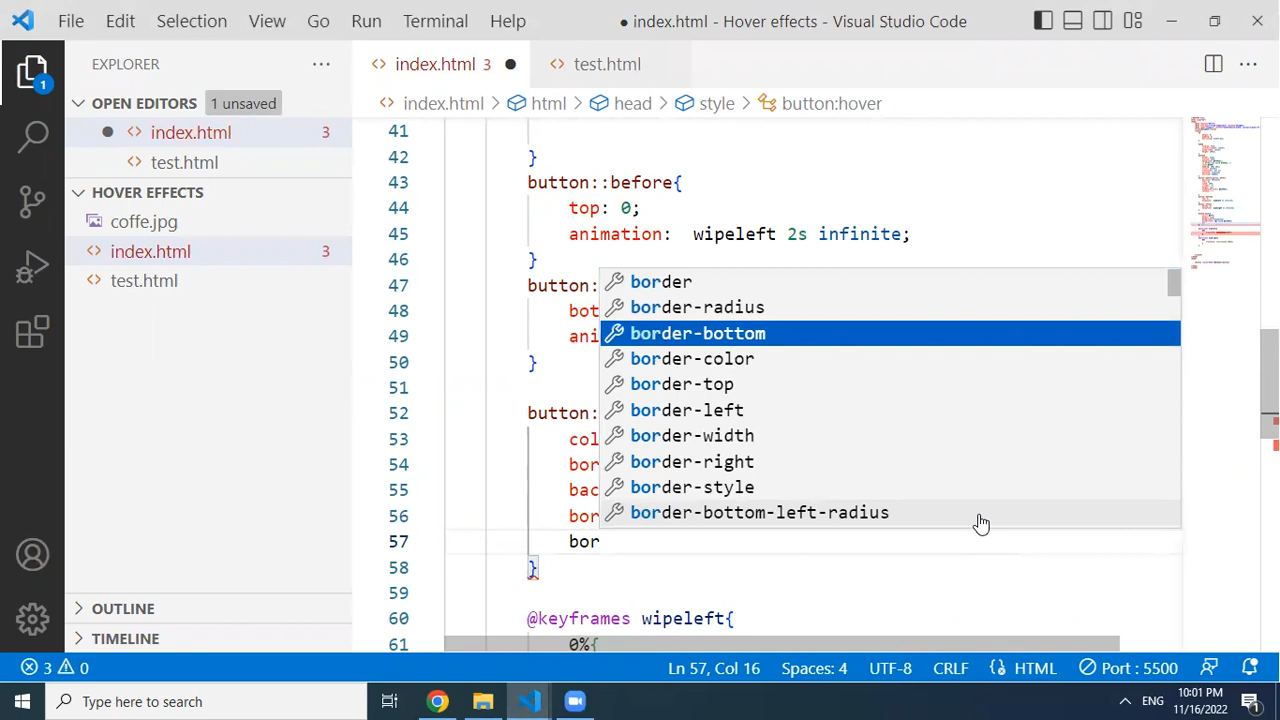 File Edit Selection View Go Run Terminal Help ● index.html - Hover effects - Visual Studio Code
EXPLORER
OPEN EDITORS 1 unsaved
index.html 3
test.html
HOVER EFFECTS
coffe.jpg
index.html 3
test.html
OUTLINE
TIMELINE
1
index.html 3 ● test.html
index.html > html > head > style > button:hover
41
42 }
43 button::before{
44 top: 0;
45 animation: wipeleft 2s infinite;
46 }
47 button:
48 bot
49 ani
50 }
51
52 button:
53 col
54 bor
55 bac
56 bor
57 bor
58 }
59
60 @keyframes wipeleft{
61 0%{
border
border-radius
border-bottom
border-color
border-top
border-left
border-width
border-right
border-style
border-bottom-left-radius
3 0 Ln 57, Col 16 Spaces: 4 UTF-8 CRLF HTML Port : 5500
Type here to search
ENG
10:01 PM
11/16/2022
1